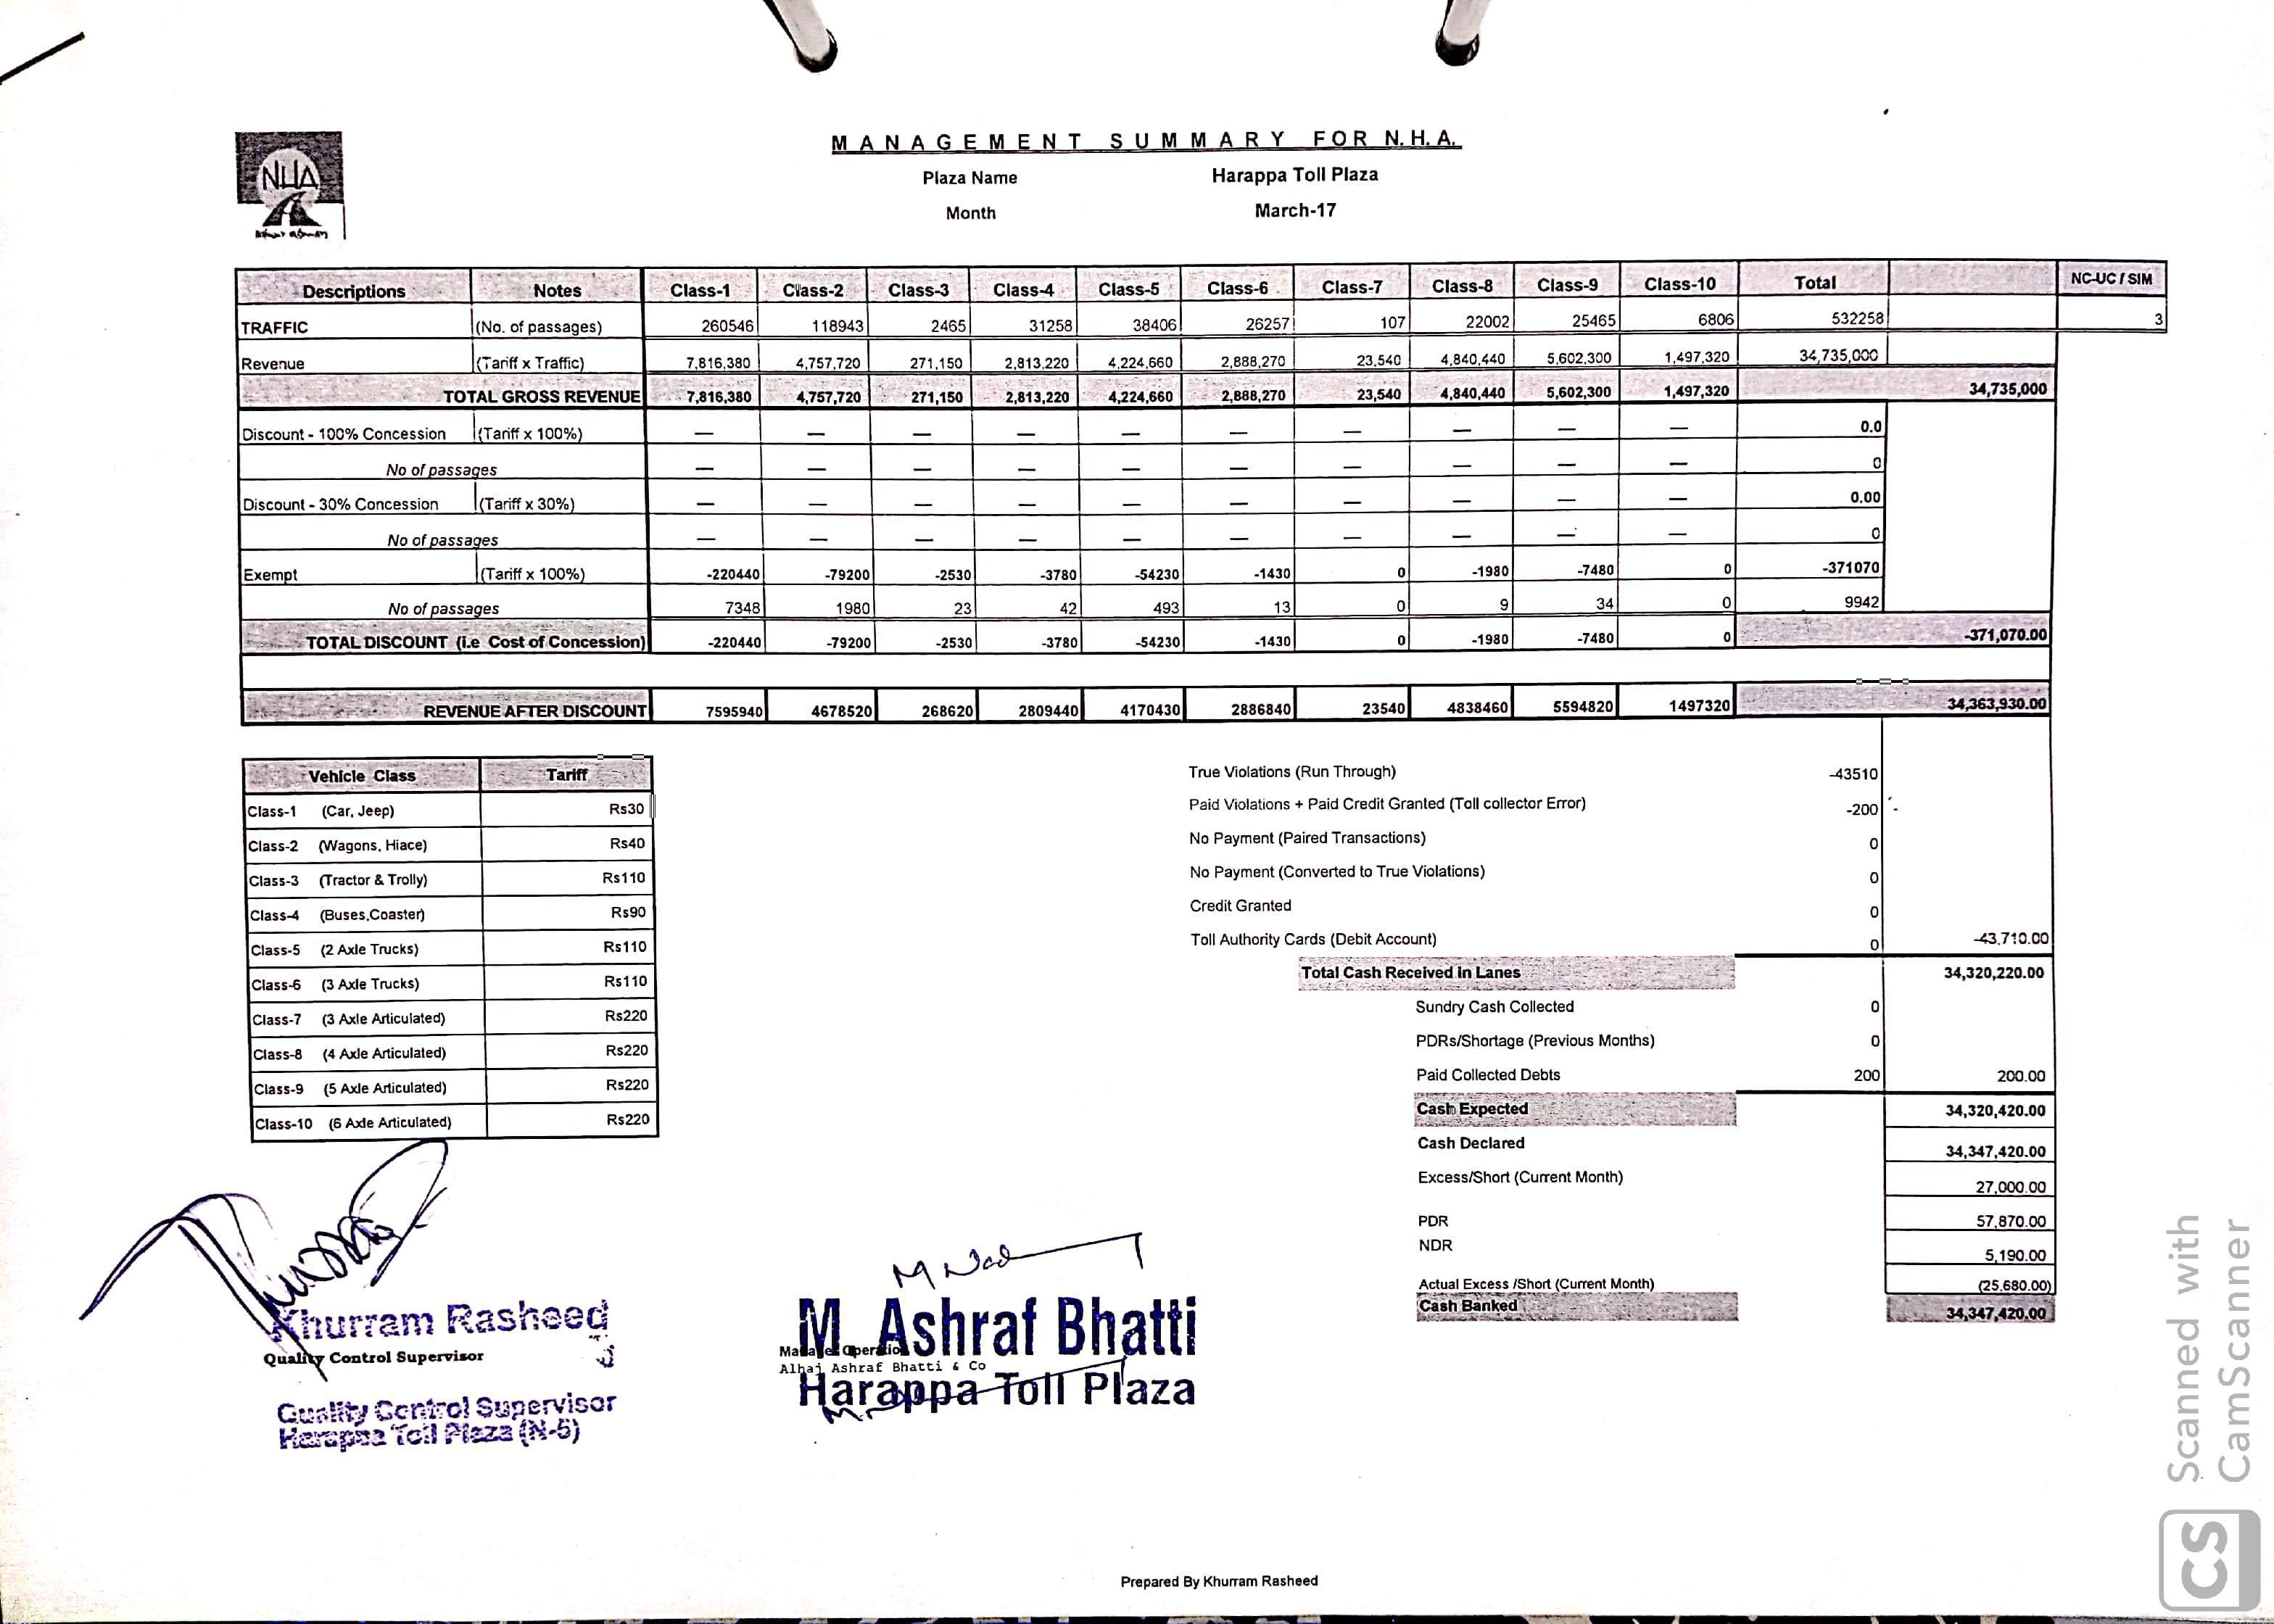 MANAGEMENT SUMMARY FOR N.H.A.
Plaza Name Harappa Toll Plaza
Month March-17
NHA
Descriptions Notes Class-1 Class-2 Class-3 Class-4 Class-5 Class-6 Class-7 Class-8 Class-9 Class-10 Total NC-UC / SIM
TRAFFIC (No. of passages) 260546 118943 2465 31258 38406 26257 107 22002 25465 6806 532258 3
Revenue (Tariff x Traffic) 7,816,380 4,757,720 271,150 2,813,220 4,224,660 2,888,270 23,540 4,840,440 5,602,300 1,497,320 34,735,000
TOTAL GROSS REVENUE 7,816,380 4,757,720 271,150 2,813,220 4,224,660 2,888,270 23,540 4,840,440 5,602,300 1,497,320 34,735,000
Discount - 100% Concession (Tariff x 100%) — — — — — — — — — — 0.0
No of passages — — — — — — — — — — 0
Discount - 30% Concession (Tariff x 30%) — — — — — — — — — — 0.00
No of passages — — — — — — — — — — 0
Exempt (Tariff x 100%) -220440 -79200 -2530 -3780 -54230 -1430 0 -1980 -7480 0 -371070
No of passages 7348 1980 23 42 493 13 0 9 34 0 9942
TOTAL DISCOUNT (i.e Cost of Concession) -220440 -79200 -2530 -3780 -54230 -1430 0 -1980 -7480 0 -371,070.00
REVENUE AFTER DISCOUNT 7595940 4678520 268620 2809440 4170430 2886840 23540 4838460 5594820 1497320 34,363,930.00
Vehicle Class Tariff
Class-1 (Car, Jeep) Rs30
Class-2 (Wagons, Hiace) Rs40
Class-3 (Tractor & Trolly) Rs110
Class-4 (Buses,Coaster) Rs90
Class-5 (2 Axle Trucks) Rs110
Class-6 (3 Axle Trucks) Rs110
Class-7 (3 Axle Articulated) Rs220
Class-8 (4 Axle Articulated) Rs220
Class-9 (5 Axle Articulated) Rs220
Class-10 (6 Axle Articulated) Rs220
True Violations (Run Through) -43510
Paid Violations + Paid Credit Granted (Toll collector Error) -200
No Payment (Paired Transactions) 0
No Payment (Converted to True Violations) 0
Credit Granted 0
Toll Authority Cards (Debit Account) 0 -43,710.00
Total Cash Received in Lanes 34,320,220.00
Sundry Cash Collected 0
PDRs/Shortage (Previous Months) 0
Paid Collected Debts 200 200.00
Cash Expected 34,320,420.00
Cash Declared 34,347,420.00
Excess/Short (Current Month) 27,000.00
PDR 57,870.00
NDR 5,190.00
Actual Excess /Short (Current Month) (25,680.00)
Cash Banked 34,347,420.00
Khurram Rasheed
Quality Control Supervisor
Quality Control Supervisor
Harappa Toll Plaza (N-5)
M. Ashraf Bhatti
Manager Operation
Alhaj Ashraf Bhatti & Co
Harappa Toll Plaza
Prepared By Khurram Rasheed
Scanned with
CamScanner
CS